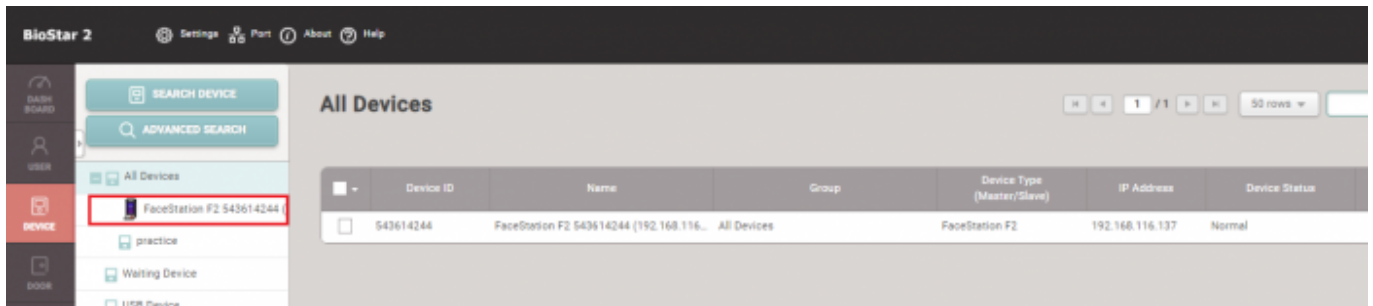 BioStar 2
Settings Port About Help
DASH
BOARD
USER
DEVICE
DOOR
SEARCH DEVICE
ADVANCED SEARCH
All Devices
FaceStation F2 543614244 (
practice
Waiting Device
USB Device
All Devices
1 / 1
50 rows
Device ID Name Group Device Type
(Master/Slave) IP Address Device Status
543614244 FaceStation F2 543614244 (192.168.116... All Devices FaceStation F2 192.168.116.137 Normal